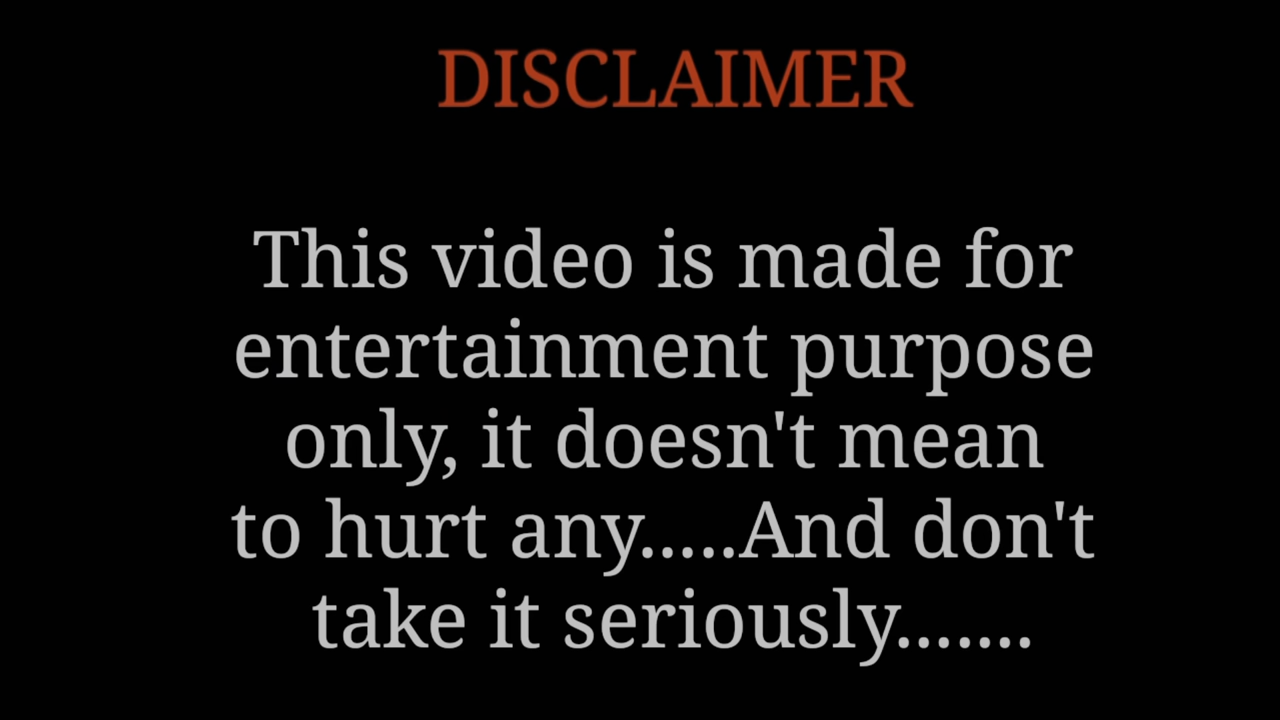 DISCLAIMER
This video is made for
entertainment purpose
only, it doesn't mean
to hurt any.....And don't
take it seriously.......